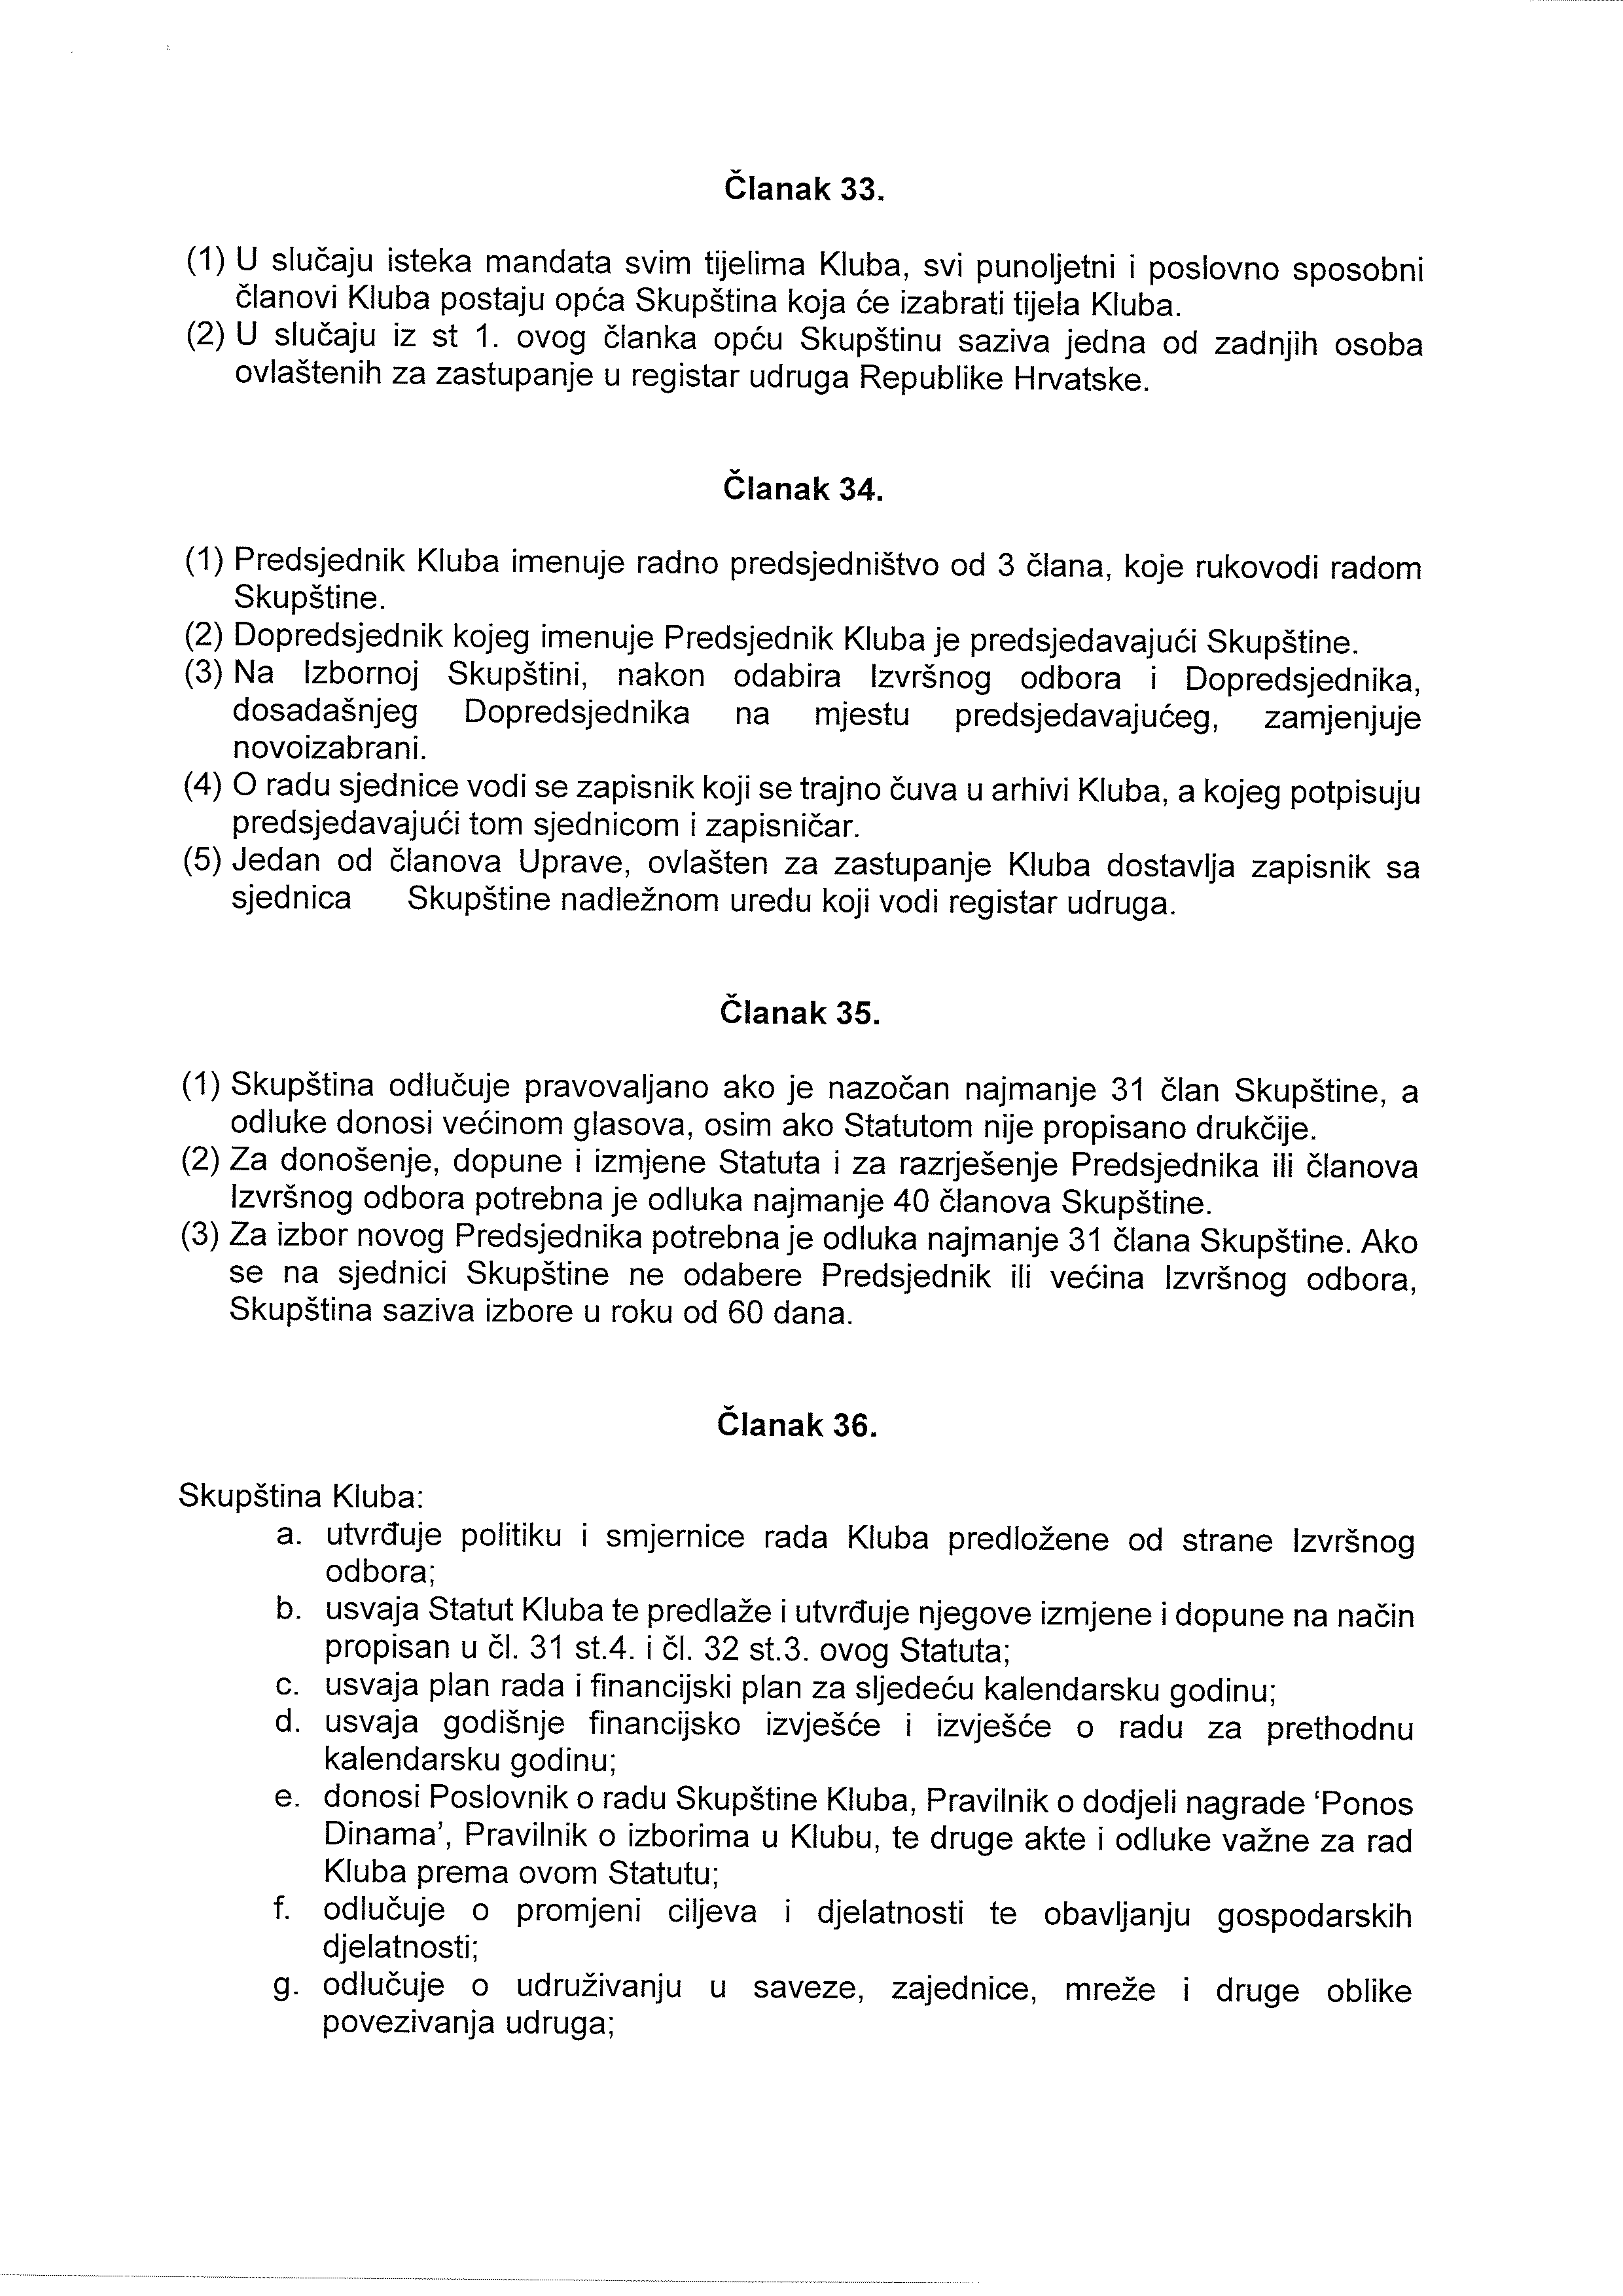 Članak 33.
(1) U slučaju isteka mandata svim tijelima Kluba, svi punoljetni i poslovno sposobni
članovi Kluba postaju opća Skupština koja će izabrati tijela Kluba.
(2) U slučaju iz st 1. ovog članka opću Skupštinu saziva jedna od zadnjih osoba
ovlaštenih za zastupanje u registar udruga Republike Hrvatske.
Članak 34.
(1) Predsjednik Kluba imenuje radno predsjedništvo od 3 člana, koje rukovodi radom
Skupštine.
(2) Dopredsjednik kojeg imenuje Predsjednik Kluba je predsjedavajući Skupštine.
(3) Na Izbornoj Skupštini, nakon odabira Izvršnog odbora i Dopredsjednika,
dosadašnjeg Dopredsjednika na mjestu predsjedavajućeg, zamjenjuje
novoizabrani.
(4) O radu sjednice vodi se zapisnik koji se trajno čuva u arhivi Kluba, a kojeg potpisuju
predsjedavajući tom sjednicom i zapisničar.
(5) Jedan od članova Uprave, ovlašten za zastupanje Kluba dostavlja zapisnik sa
sjednica Skupštine nadležnom uredu koji vodi registar udruga.
Članak 35.
(1) Skupština odlučuje pravovaljano ako je nazočan najmanje 31 član Skupštine, a
odluke donosi većinom glasova, osim ako Statutom nije propisano drukčije.
(2) Za donošenje, dopune i izmjene Statuta i za razrješenje Predsjednika ili članova
Izvršnog odbora potrebna je odluka najmanje 40 članova Skupštine.
(3) Za izbor novog Predsjednika potrebna je odluka najmanje 31 člana Skupštine. Ako
se na sjednici Skupštine ne odabere Predsjednik ili većina Izvršnog odbora,
Skupština saziva izbore u roku od 60 dana.
Članak 36.
Skupština Kluba:
a. utvrđuje politiku i smjernice rada Kluba predložene od strane Izvršnog
odbora;
b. usvaja Statut Kluba te predlaže i utvrđuje njegove izmjene i dopune na način
propisan u čl. 31 st.4. i čl. 32 st.3. ovog Statuta;
c. usvaja plan rada i financijski plan za sljedeću kalendarsku godinu;
d. usvaja godišnje financijsko izvješće i izvješće o radu za prethodnu
kalendarsku godinu;
e. donosi Poslovnik o radu Skupštine Kluba, Pravilnik o dodjeli nagrade ‘Ponos
Dinama’, Pravilnik o izborima u Klubu, te druge akte i odluke važne za rad
Kluba prema ovom Statutu;
f. odlučuje o promjeni ciljeva i djelatnosti te obavljanju gospodarskih
djelatnosti;
g. odlučuje o udruživanju u saveze, zajednice, mreže i druge oblike
povezivanja udruga;